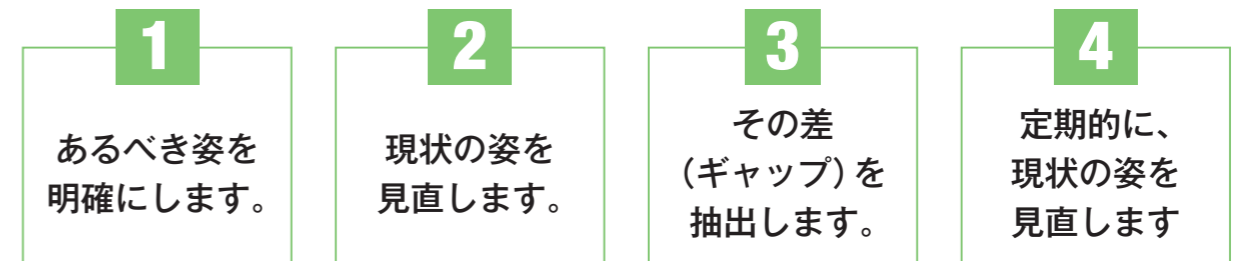 1
あるべき姿を
明確にします。
2
現状の姿を
見直します。
3
その差
（ギャップ）を
抽出します。
4
定期的に、
現状の姿を
見直します